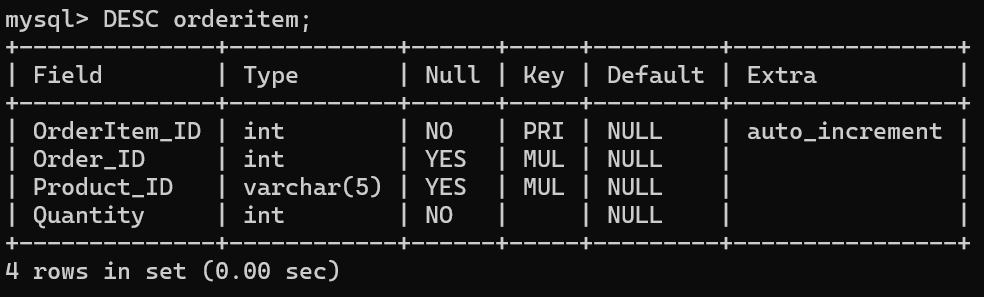 mysql> DESC orderitem;
+--------------+------------+------+-----+---------+----------------+
| Field        | Type       | Null | Key | Default | Extra          |
+--------------+------------+------+-----+---------+----------------+
| OrderItem_ID | int        | NO   | PRI | NULL    | auto_increment |
| Order_ID     | int        | YES  | MUL | NULL    |                |
| Product_ID   | varchar(5) | YES  | MUL | NULL    |                |
| Quantity     | int        | NO   |     | NULL    |                |
+--------------+------------+------+-----+---------+----------------+
4 rows in set (0.00 sec)